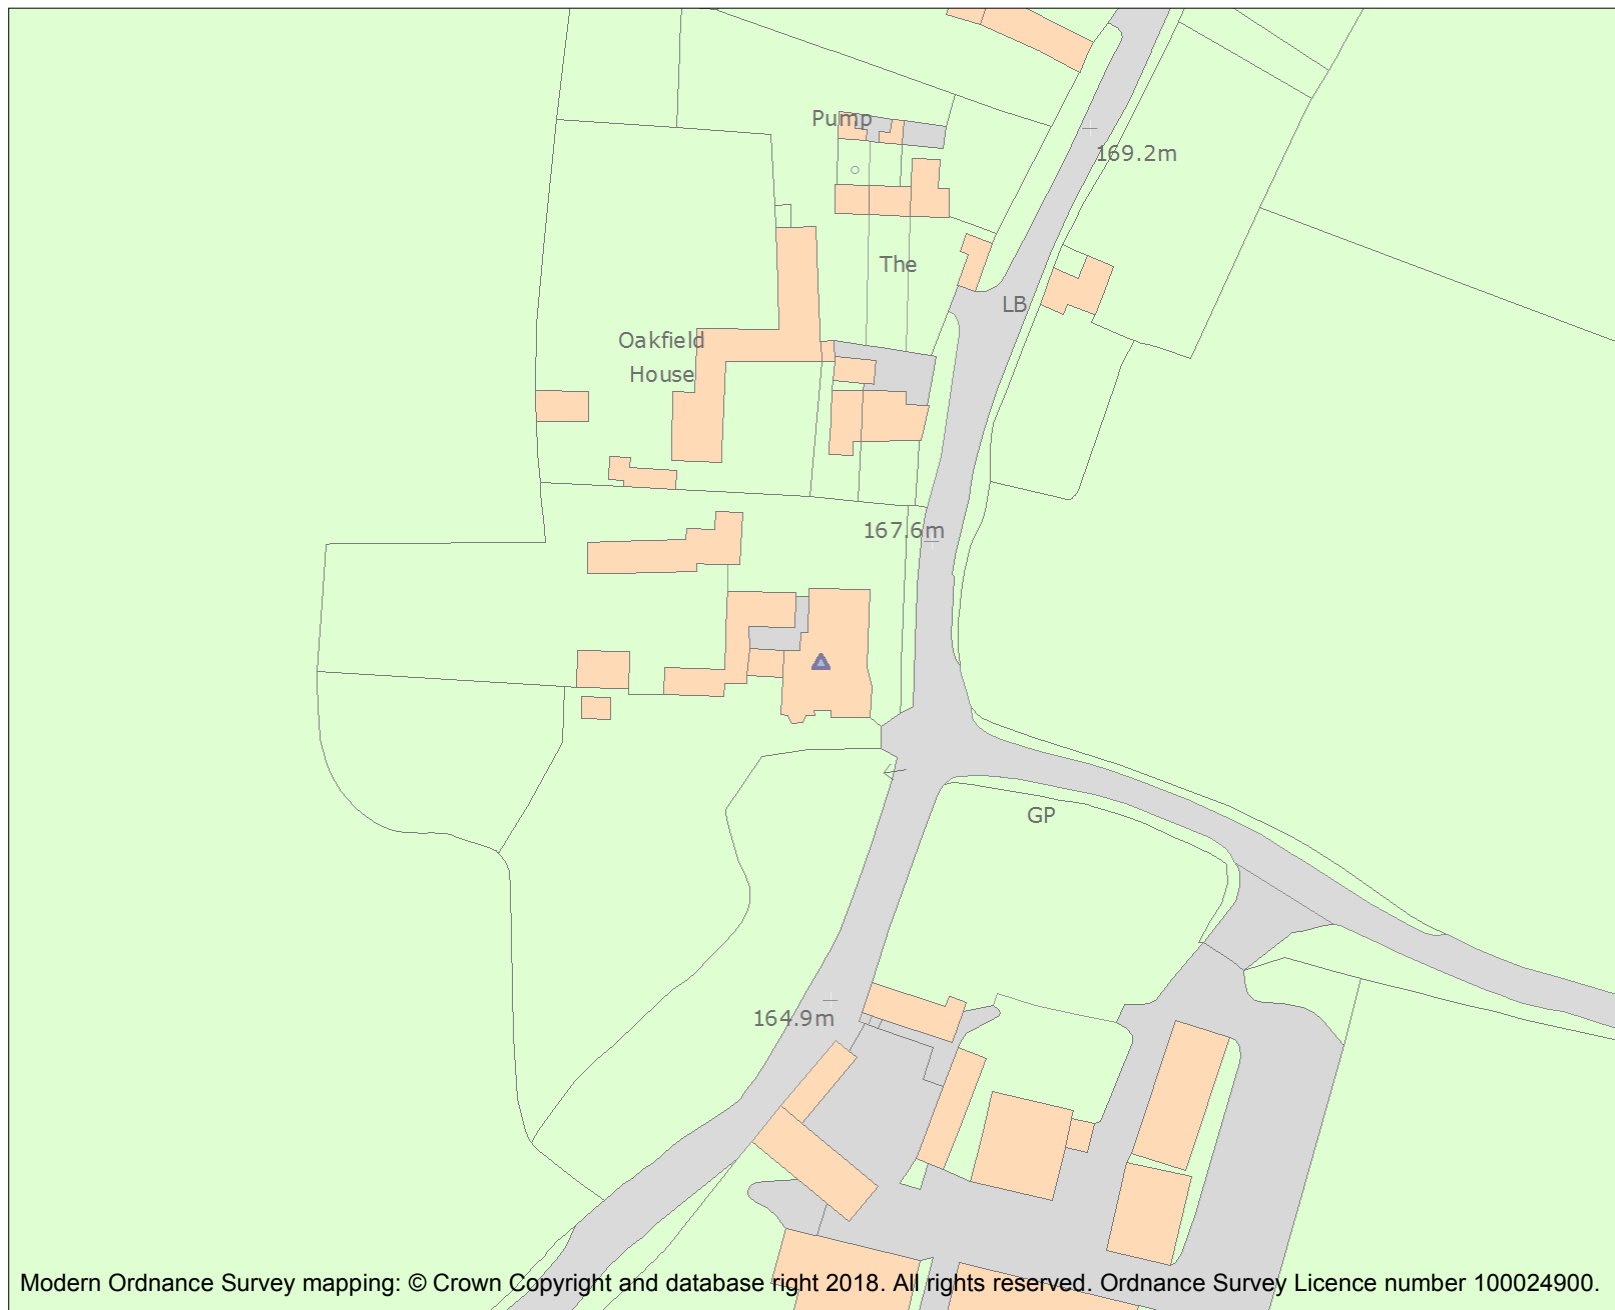 Pump
169.2m
The
LB
Oakfield
House
167.6m
GP
164.9m
Modern Ordnance Survey mapping: © Crown Copyright and database right 2018. All rights reserved. Ordnance Survey Licence number 100024900.